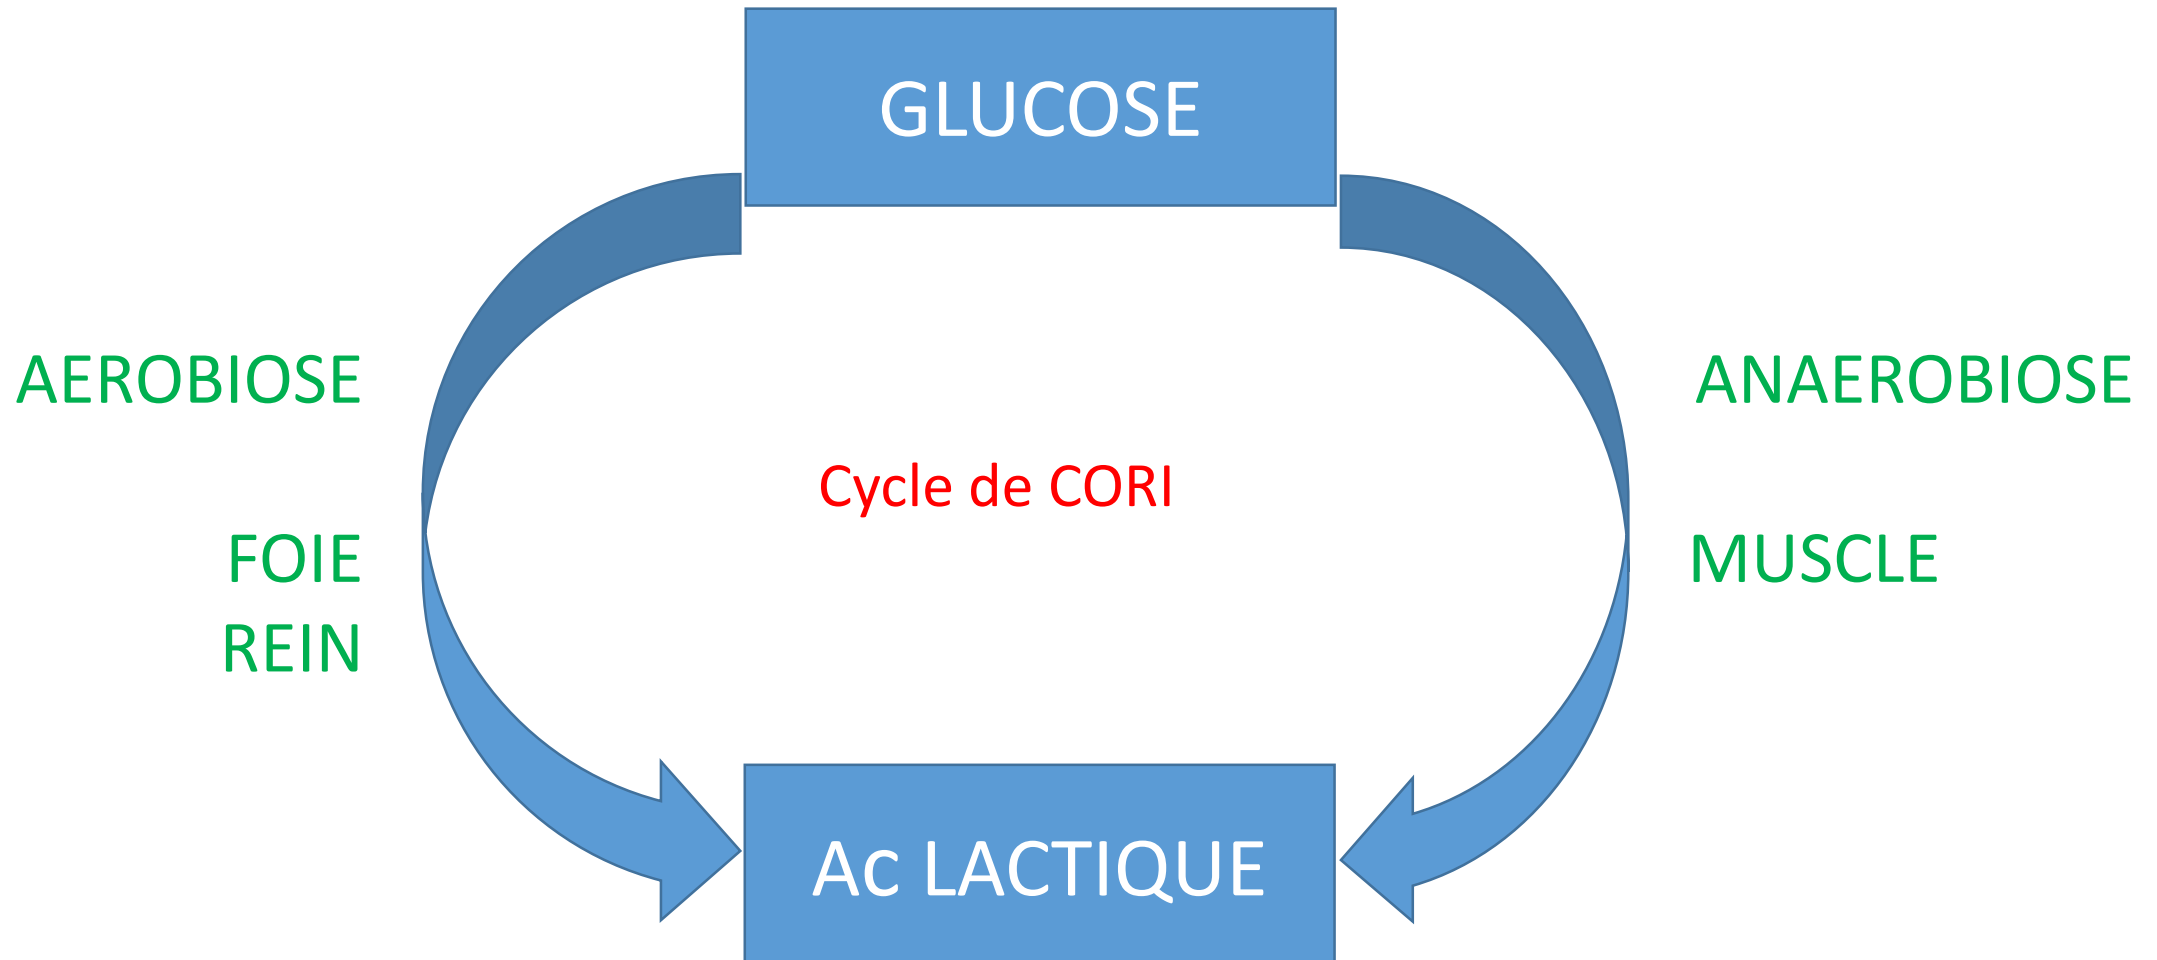 GLUCOSE
AEROBIOSE
ANAEROBIOSE
Cycle de CORI
FOIE
REIN
MUSCLE
Ac LACTIQUE